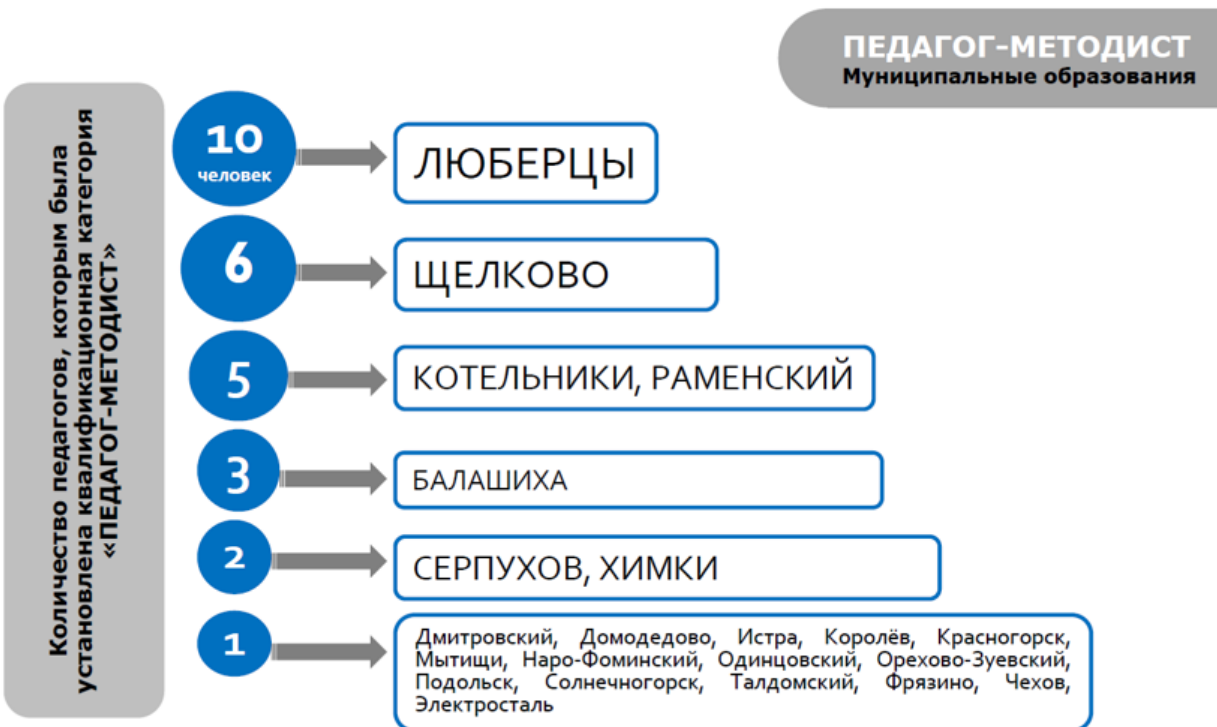 ПЕДАГОГ-МЕТОДИСТ
Муниципальные образования
Количество педагогов, которым была
установлена квалификационная категория
«ПЕДАГОГ-МЕТОДИСТ»
10
человек
ЛЮБЕРЦЫ
6
ЩЕЛКОВО
5
КОТЕЛЬНИКИ, РАМЕНСКИЙ
3
БАЛАШИХА
2
СЕРПУХОВ, ХИМКИ
1
Дмитровский, Домодедово, Истра, Королёв, Красногорск,
Мытищи, Наро-Фоминский, Одинцовский, Орехово-Зуевский,
Подольск, Солнечногорск, Талдомский, Фрязино, Чехов,
Электросталь